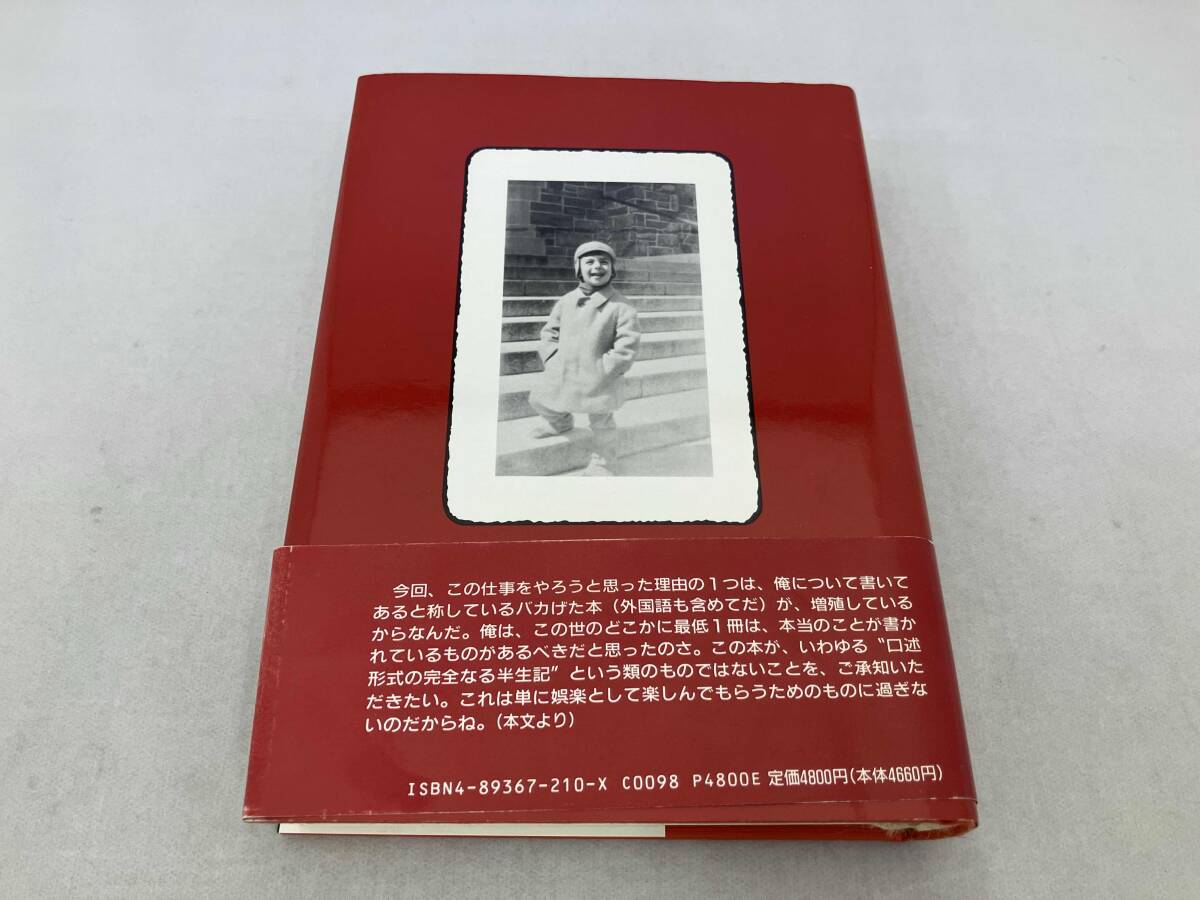 今回、この仕事をやろうと思った理由の1つは、俺について書いて
あると称しているバカげた本（外国語も含めてだ）が、増殖している
からなんだ。俺は、この世のどこかに最低1冊は、本当のことが書か
れているものがあるべきだと思ったのさ。この本が、いわゆる〝口述
形式の完全なる半生記〟という類のものではないことを、ご承知いた
だきたい。これは単に娯楽として楽しんでもらうためのものに過ぎな
いのだからね。（本文より）
ISBN4-89367-210-X C0098 P4800E 定価4800円（本体4660円）